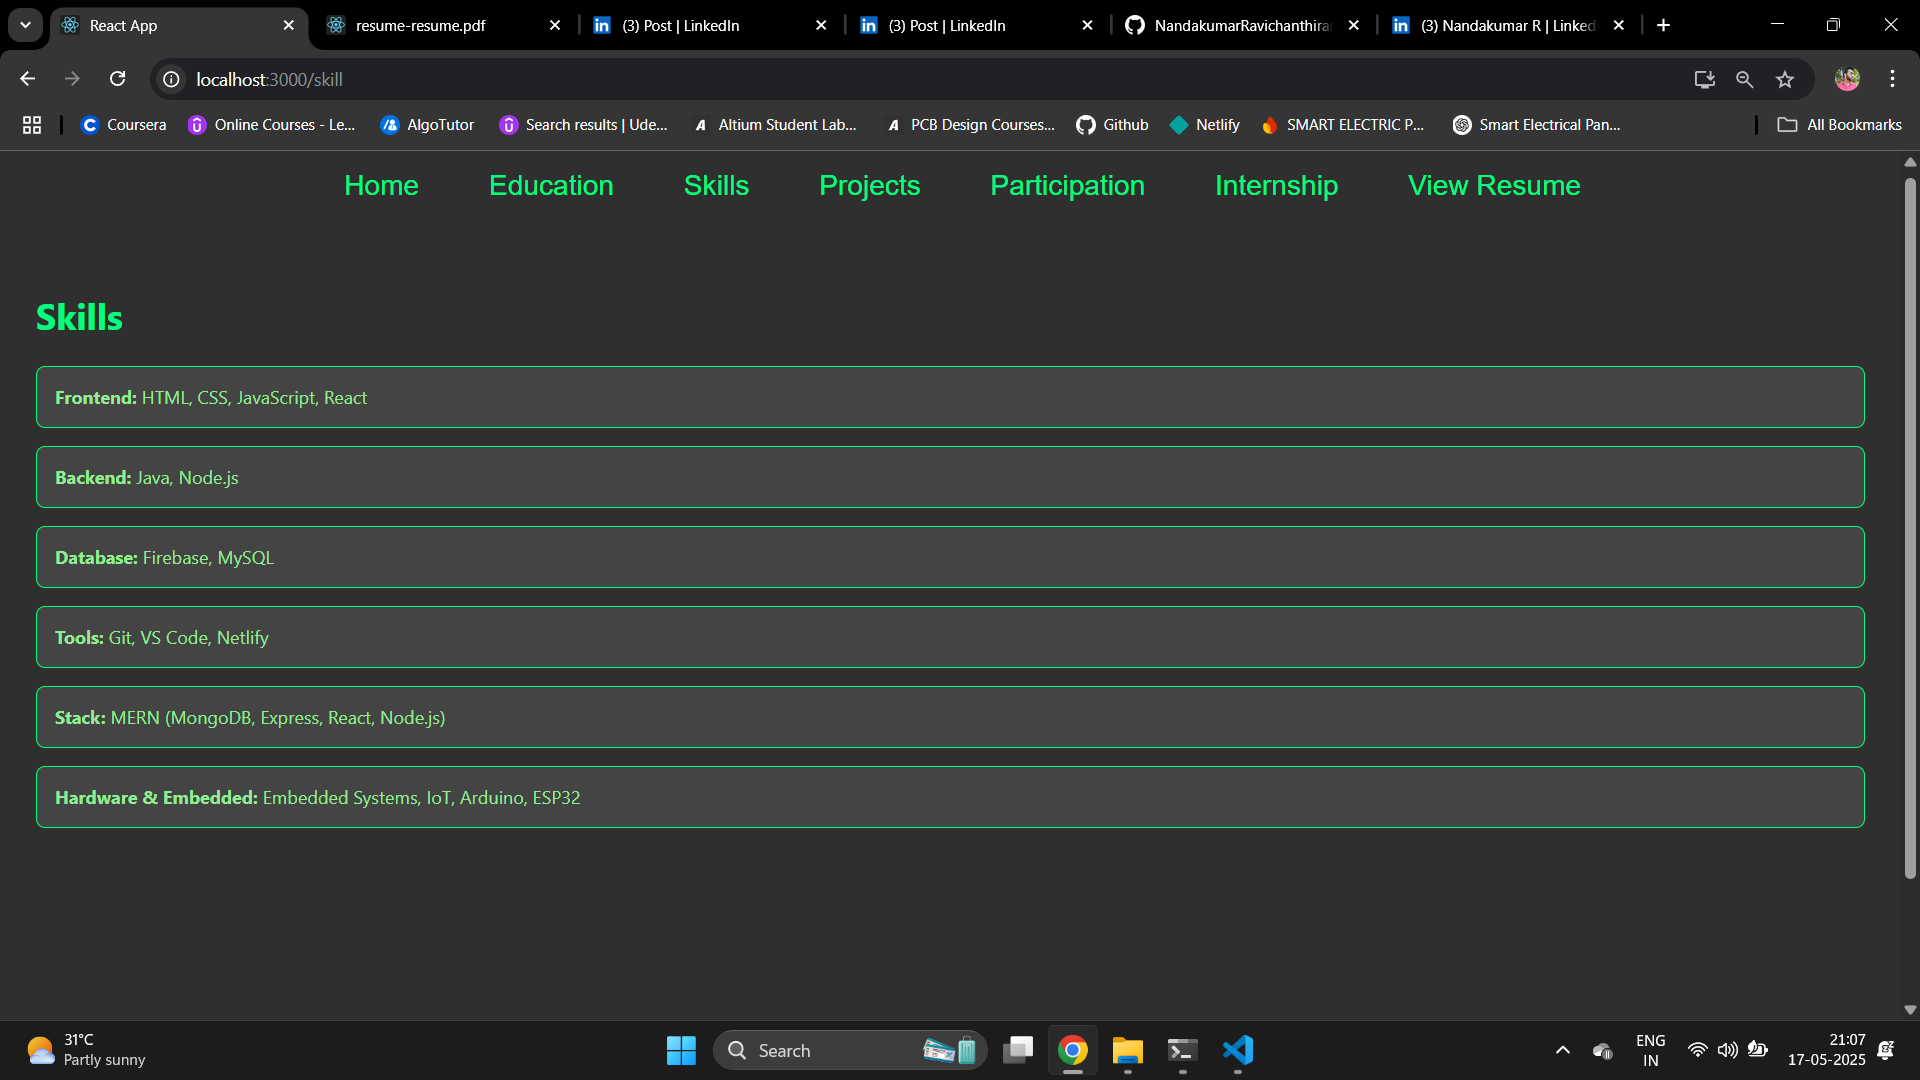 React App
resume-resume.pdf
(3) Post | LinkedIn
(3) Post | LinkedIn
NandakumarRavichanthiran
(3) Nandakumar R | Linked
localhost:3000/skill
Coursera
Online Courses - Le...
AlgoTutor
Search results | Ude...
Altium Student Lab...
PCB Design Courses...
Github
Netlify
SMART ELECTRIC P...
Smart Electrical Pan...
All Bookmarks
Home
Education
Skills
Projects
Participation
Internship
View Resume
Skills
Frontend: HTML, CSS, JavaScript, React
Backend: Java, Node.js
Database: Firebase, MySQL
Tools: Git, VS Code, Netlify
Stack: MERN (MongoDB, Express, React, Node.js)
Hardware & Embedded: Embedded Systems, IoT, Arduino, ESP32
31°C
Partly sunny
Search
ENG
IN
21:07
17-05-2025